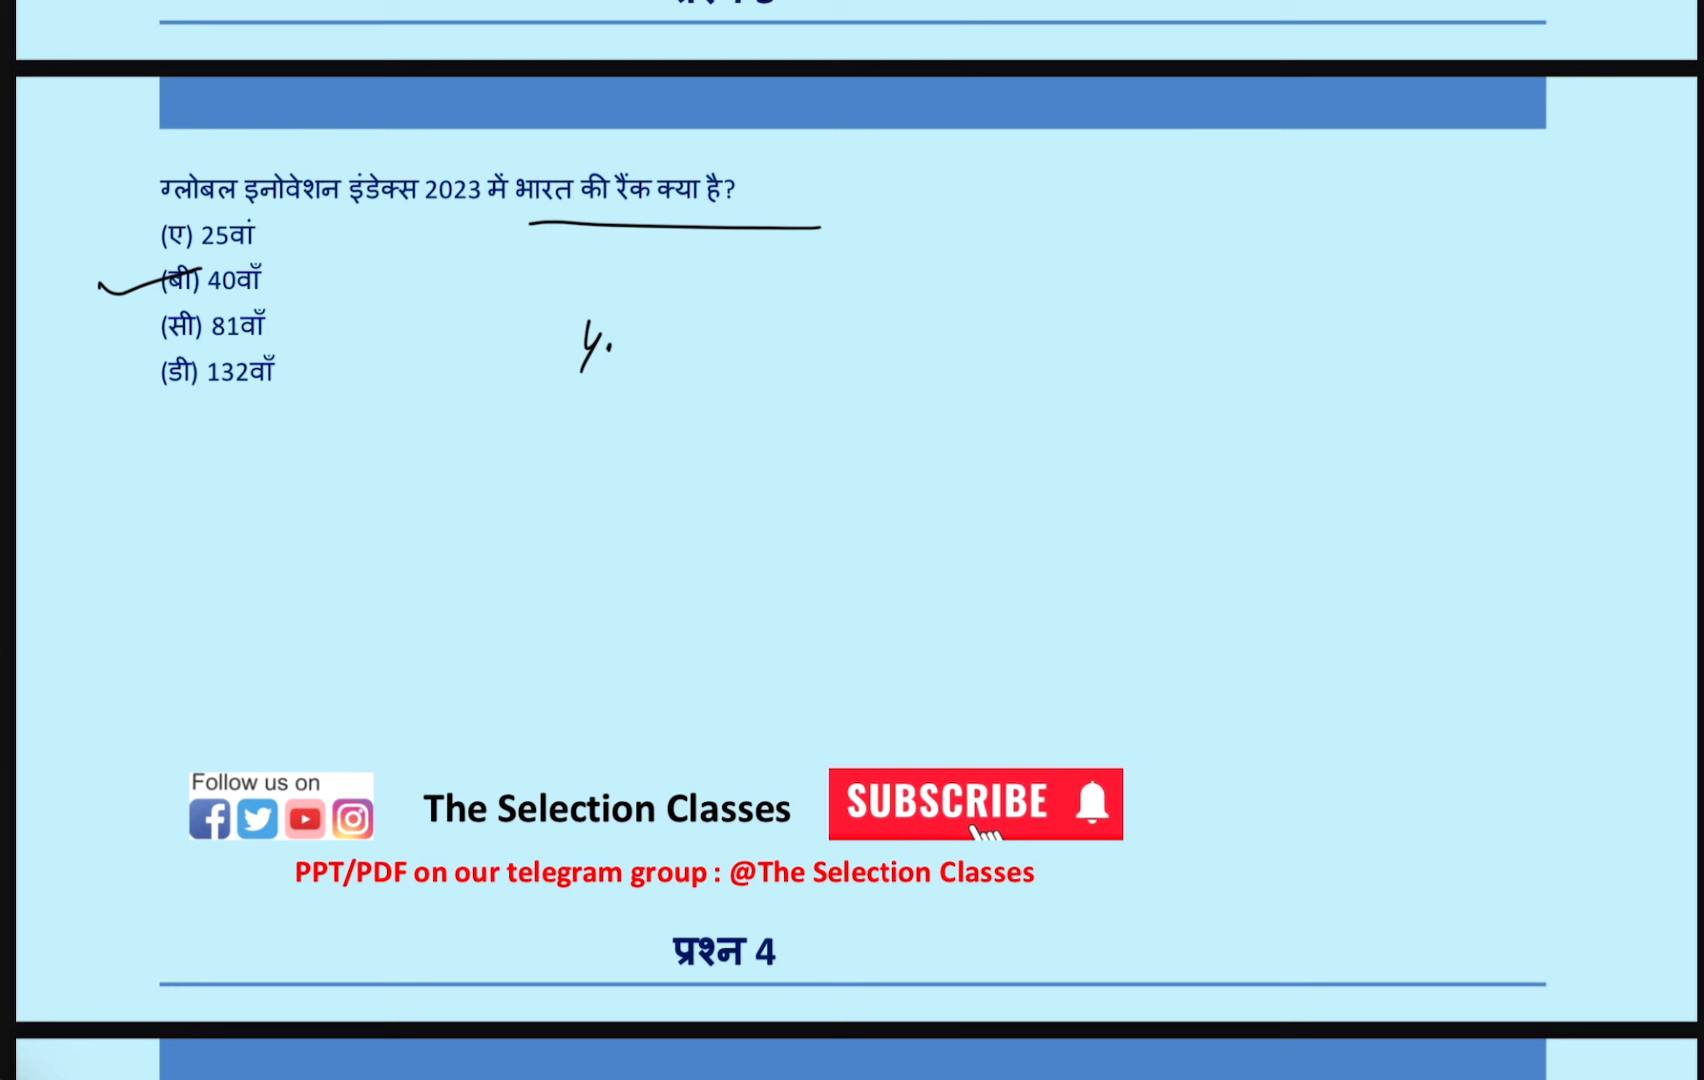 ग्लोबल इनोवेशन इंडेक्स 2023 में भारत की रैंक क्या है?
(ए) 25वां
(बी) 40वाँ
(सी) 81वाँ
(डी) 132वाँ
Follow us on
The Selection Classes
SUBSCRIBE
PPT/PDF on our telegram group : @The Selection Classes
प्रश्न 4